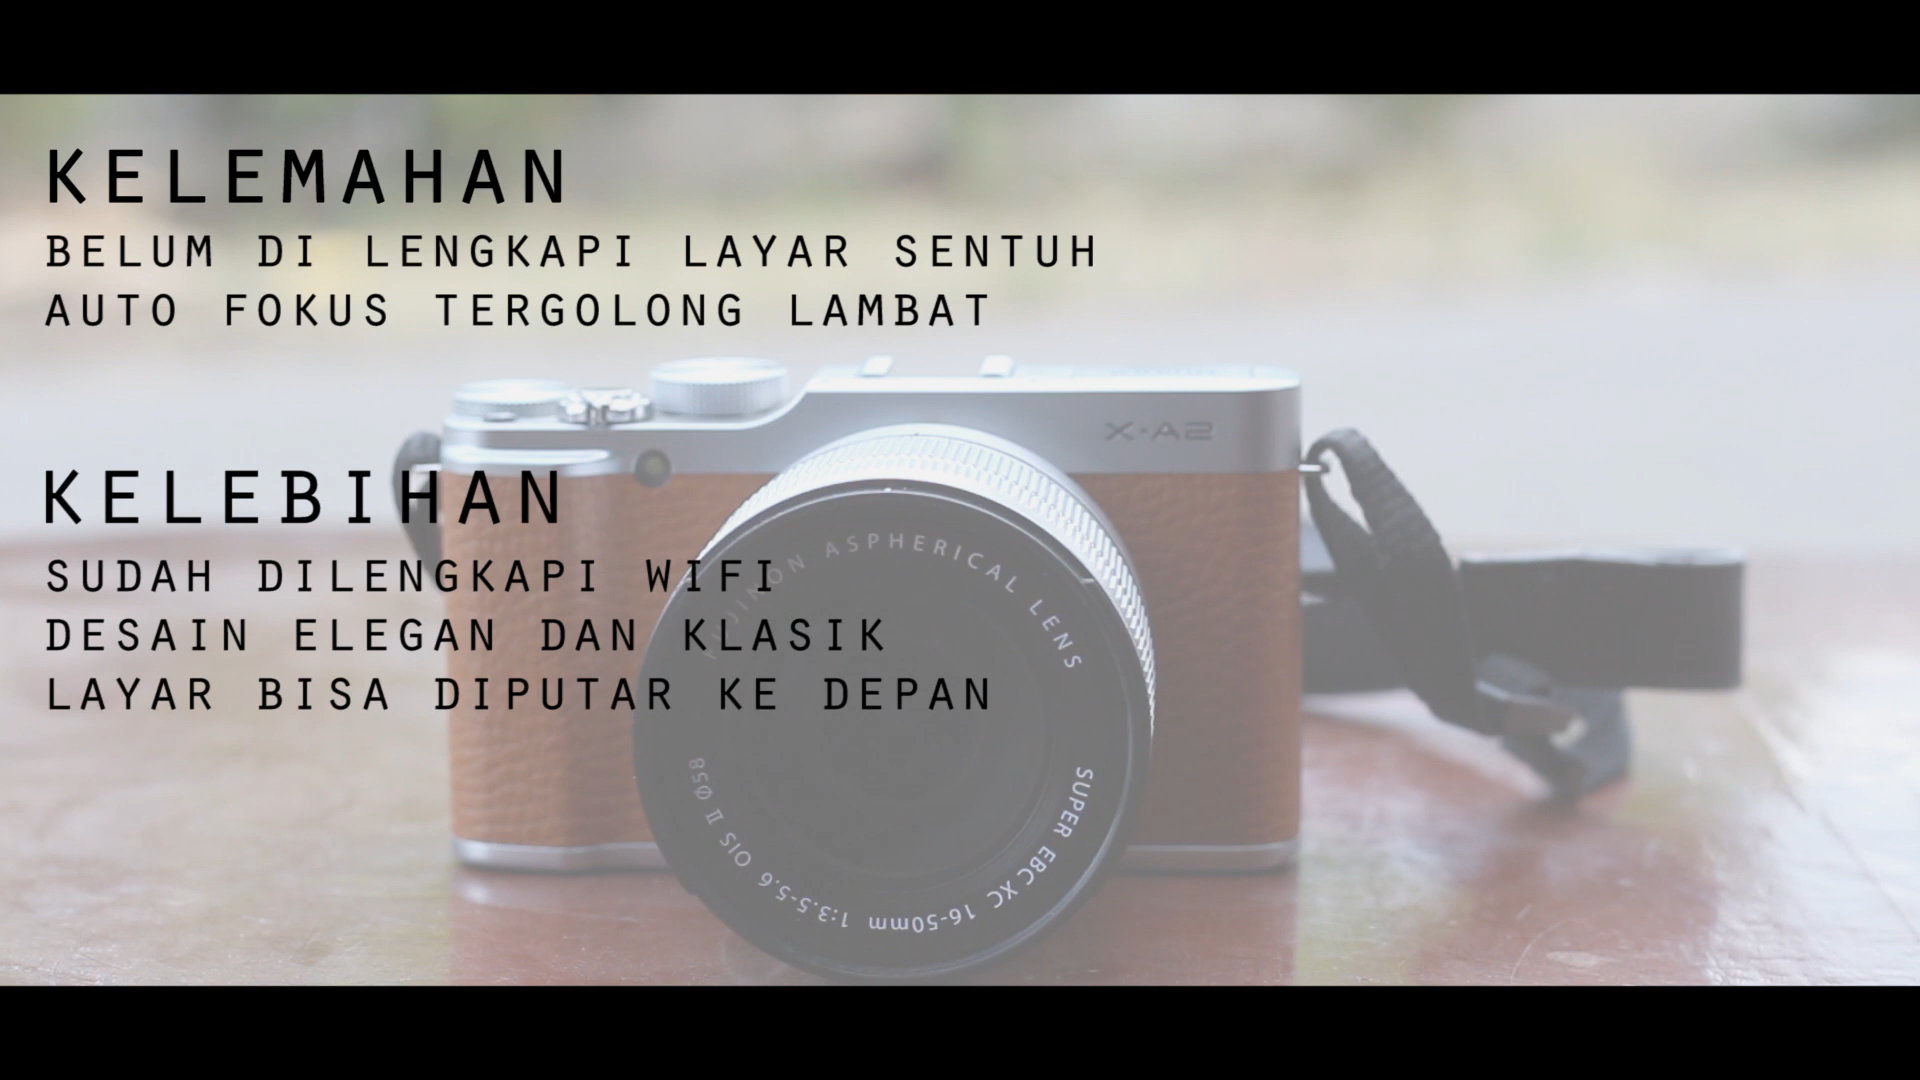 KELEMAHAN
BELUM DI LENGKAPI LAYAR SENTUH
AUTO FOKUS TERGOLONG LAMBAT
X-A2
KELEBIHAN
SUDAH DILENGKAPI WIFI
DESAIN ELEGAN DAN KLASIK
LAYAR BISA DIPUTAR KE DEPAN
FUJINON ASPHERICAL LENS
SUPER EBC XC 16-50mm 1:3.5-5.6 OIS II Ø58